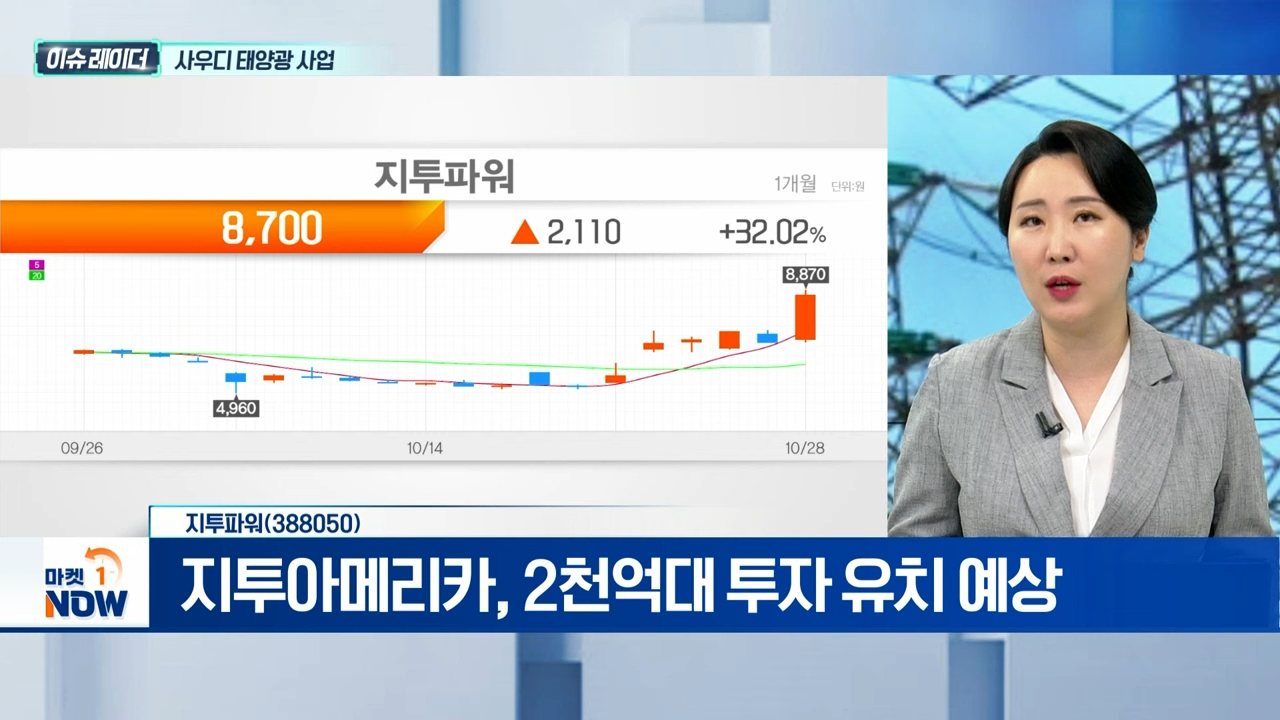 이슈 레이더 사우디 태양광 사업
지투파워
1개월 단위:원
8,700 ▲ 2,110 +32.02%
5
20
8,870
4,960
09/26 10/14 10/28
지투파워(388050)
마켓 1
NOW
지투아메리카, 2천억대 투자 유치 예상